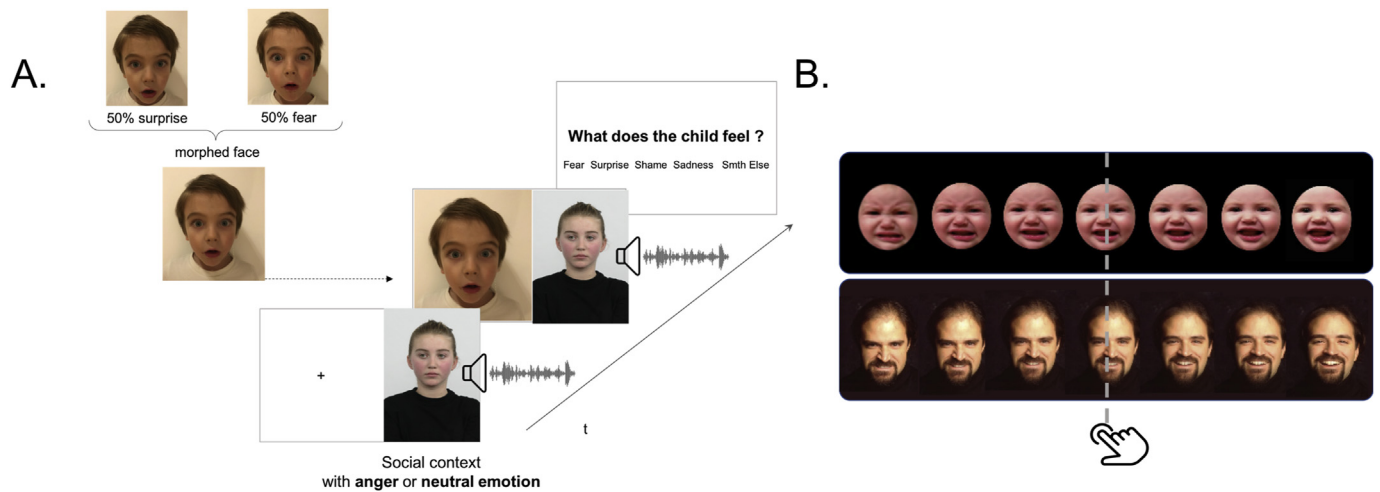 A.
50% surprise
50% fear
morphed face
What does the child feel ?
Fear Surprise Shame Sadness Smth Else
+
t
Social context
with anger or neutral emotion
B.